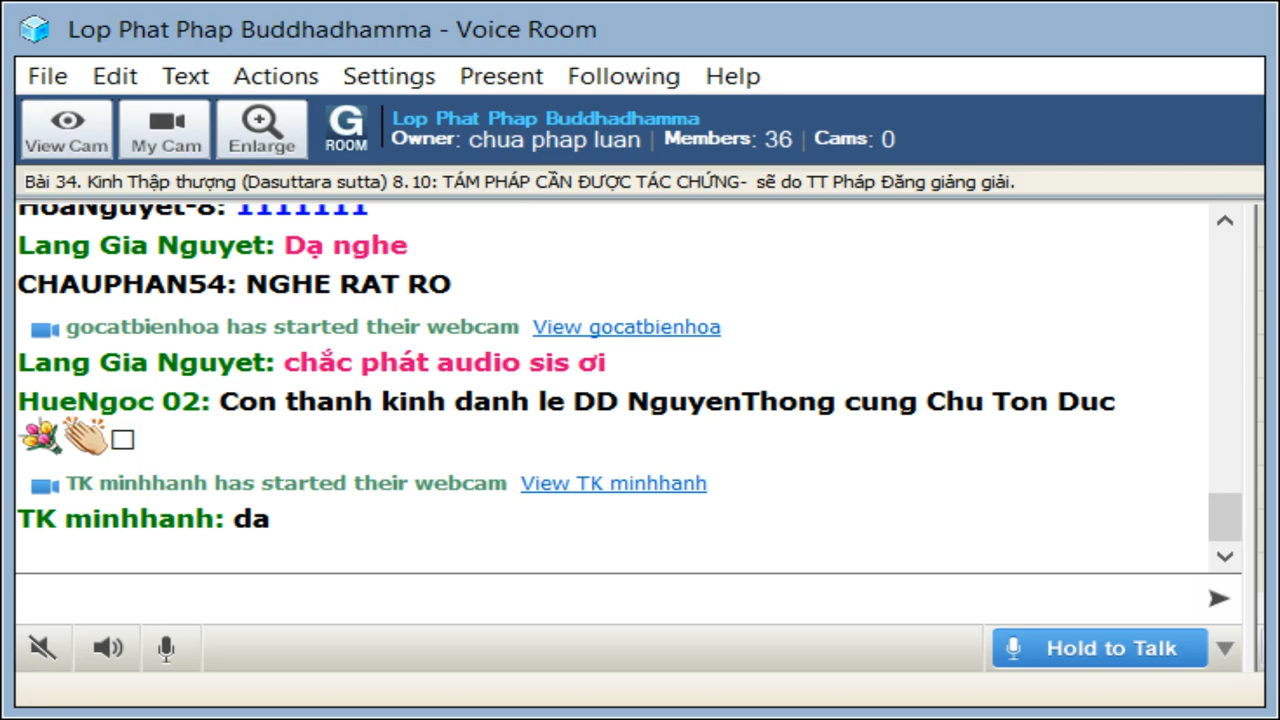 Lop Phat Phap Buddhadhamma - Voice Room
File Edit Text Actions Settings Present Following Help
View Cam My Cam Enlarge G ROOM
Lop Phat Phap Buddhadhamma
Owner: chua phap luan | Members: 36 | Cams: 0
Bài 34. Kinh Thập thượng (Dasuttara sutta) 8.10: TÁM PHÁP CẦN ĐƯỢC TÁC CHỨNG- sẽ do TT Pháp Đăng giảng giải.
HoaNguyet-8: 1111111
Lang Gia Nguyet: Dạ nghe
CHAUPHAN54: NGHE RAT RO
gocatbienhoa has started their webcam View gocatbienhoa
Lang Gia Nguyet: chắc phát audio sis ơi
HueNgoc 02: Con thanh kinh danh le DD NguyenThong cung Chu Ton Duc
TK minhhanh has started their webcam View TK minhhanh
TK minhhanh: da
Hold to Talk